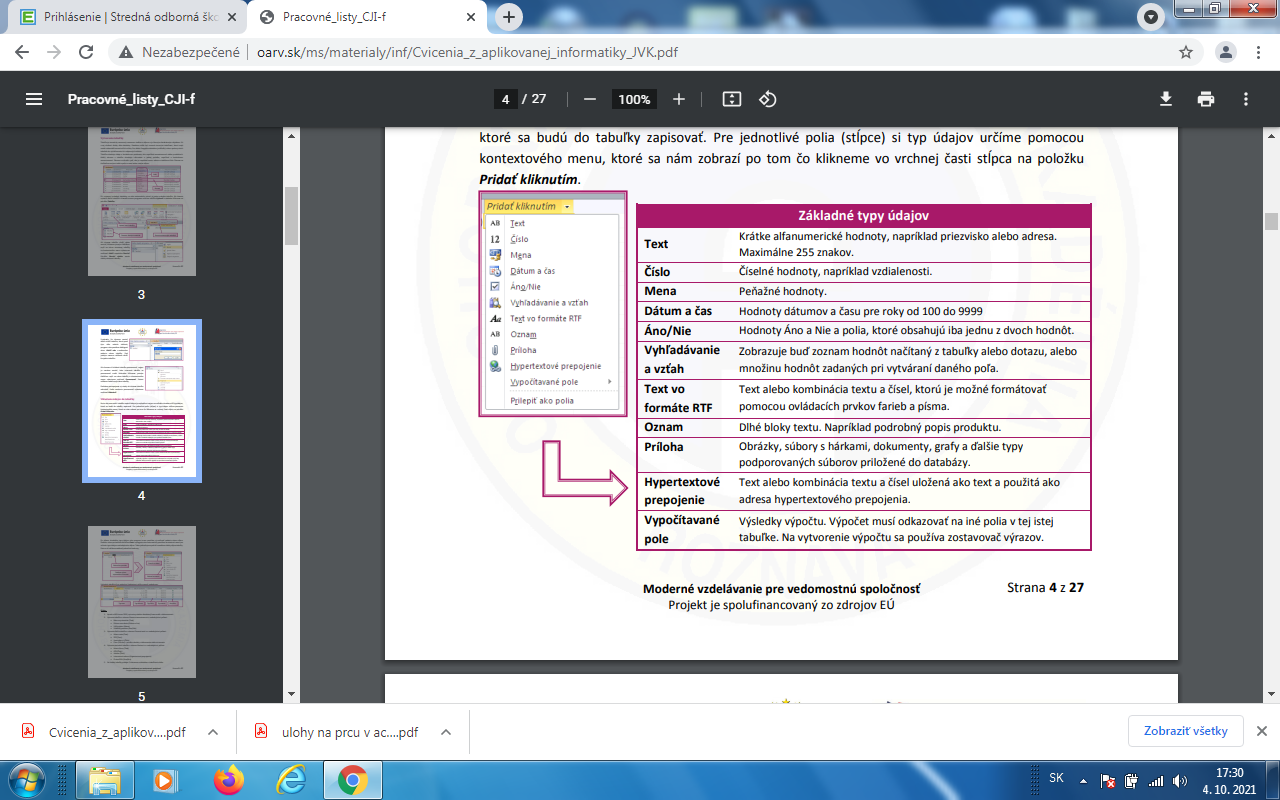 Prihlásenie | Stredná odborná ško
Pracovné_listy_CJI-f
Nezabezpečené
oarv.sk/ms/materialy/inf/Cvicenia_z_aplikovanej_informatiky_JVK.pdf
Pracovné_listy_CJI-f
4 / 27
100%
3
4
5
ktoré sa budú do tabuľky zapisovať. Pre jednotlivé polia (stĺpce) si typ údajov určíme pomocou
kontextového menu, ktoré sa nám zobrazí po tom čo klikneme vo vrchnej časti stĺpca na položku
Pridať kliknutím.
Pridať kliknutím
AB Text
12 Číslo
Mena
Dátum a čas
Áno/Nie
Vyhľadávanie a vzťah
Aa Text vo formáte RTF
AB Oznam
Príloha
Hypertextové prepojenie
Vypočítavané pole
Prilepiť ako polia
Základné typy údajov
Text
Krátke alfanumerické hodnoty, napríklad priezvisko alebo adresa.
Maximálne 255 znakov.
Číslo
Číselné hodnoty, napríklad vzdialenosti.
Mena
Peňažné hodnoty.
Dátum a čas
Hodnoty dátumov a času pre roky od 100 do 9999
Áno/Nie
Hodnoty Áno a Nie a polia, ktoré obsahujú iba jednu z dvoch hodnôt.
Vyhľadávanie
a vzťah
Zobrazuje buď zoznam hodnôt načítaný z tabuľky alebo dotazu, alebo
množinu hodnôt zadaných pri vytváraní daného poľa.
Text vo
formáte RTF
Text alebo kombinácia textu a čísel, ktorú je možné formátovať
pomocou ovládacích prvkov farieb a písma.
Oznam
Dlhé bloky textu. Napríklad podrobný popis produktu.
Príloha
Obrázky, súbory s hárkami, dokumenty, grafy a ďalšie typy
podporovaných súborov priložené do databázy.
Hypertextové
prepojenie
Text alebo kombinácia textu a čísel uložená ako text a použitá ako
adresa hypertextového prepojenia.
Vypočítavané
pole
Výsledky výpočtu. Výpočet musí odkazovať na iné polia v tej istej
tabuľke. Na vytvorenie výpočtu sa používa zostavovač výrazov.
Moderné vzdelávanie pre vedomostnú spoločnosť
Projekt je spolufinancovaný zo zdrojov EÚ
Strana 4 z 27
Cvicenia_z_aplikov....pdf
ulohy na prcu v ac....pdf
Zobraziť všetky
SK
17:30
4. 10. 2021